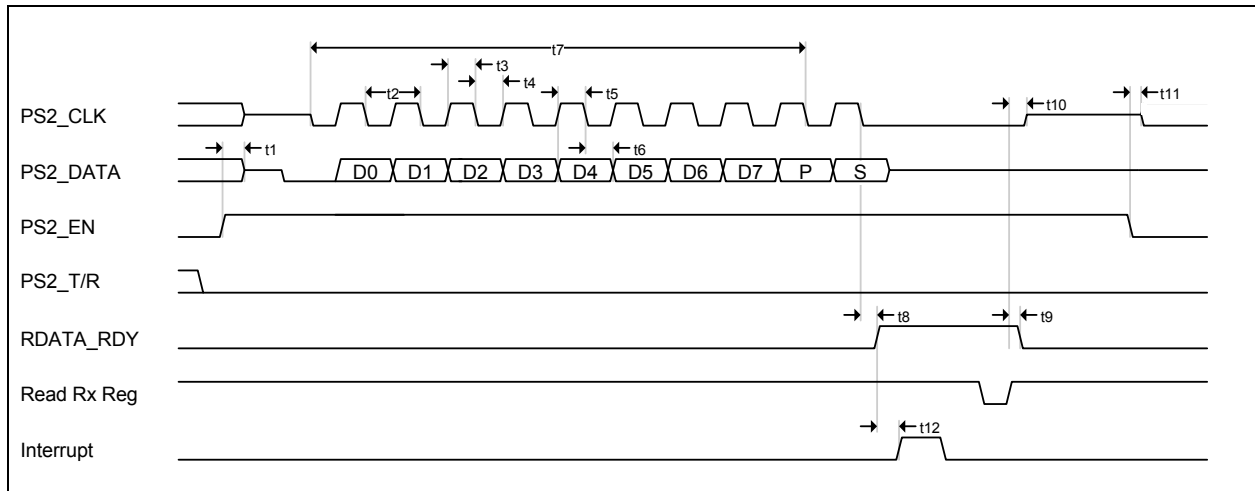 t7
t3
t4
t2
t5
t10
t11
PS2_CLK
t1
t6
PS2_DATA
D0 D1 D2 D3 D4 D5 D6 D7 P S
PS2_EN
PS2_T/R
t8
t9
RDATA_RDY
Read Rx Reg
t12
Interrupt